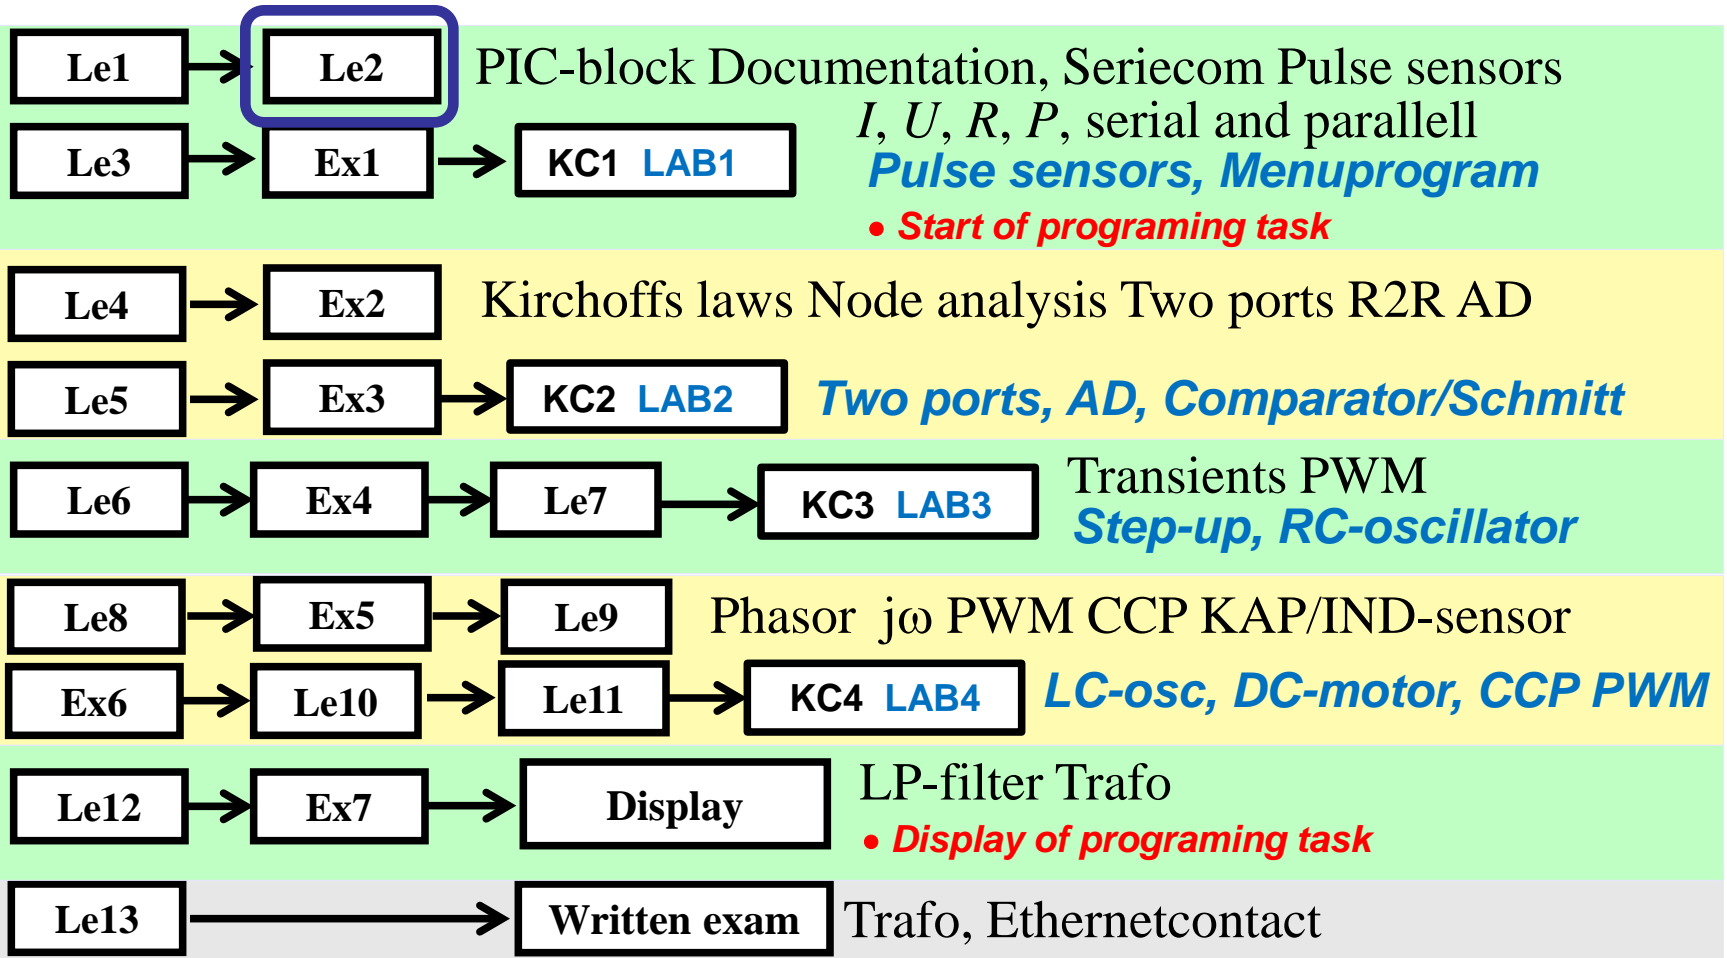 Le1 Le2 PIC-block Documentation, Seriecom Pulse sensors
I, U, R, P, serial and parallell
Le3 Ex1 KC1 LAB1 Pulse sensors, Menuprogram
• Start of programing task
Le4 Ex2 Kirchoffs laws Node analysis Two ports R2R AD
Le5 Ex3 KC2 LAB2 Two ports, AD, Comparator/Schmitt
Le6 Ex4 Le7 KC3 LAB3 Transients PWM
Step-up, RC-oscillator
Le8 Ex5 Le9 Phasor jω PWM CCP KAP/IND-sensor
Ex6 Le10 Le11 KC4 LAB4 LC-osc, DC-motor, CCP PWM
Le12 Ex7 Display LP-filter Trafo
• Display of programing task
Le13 Written exam Trafo, Ethernetcontact